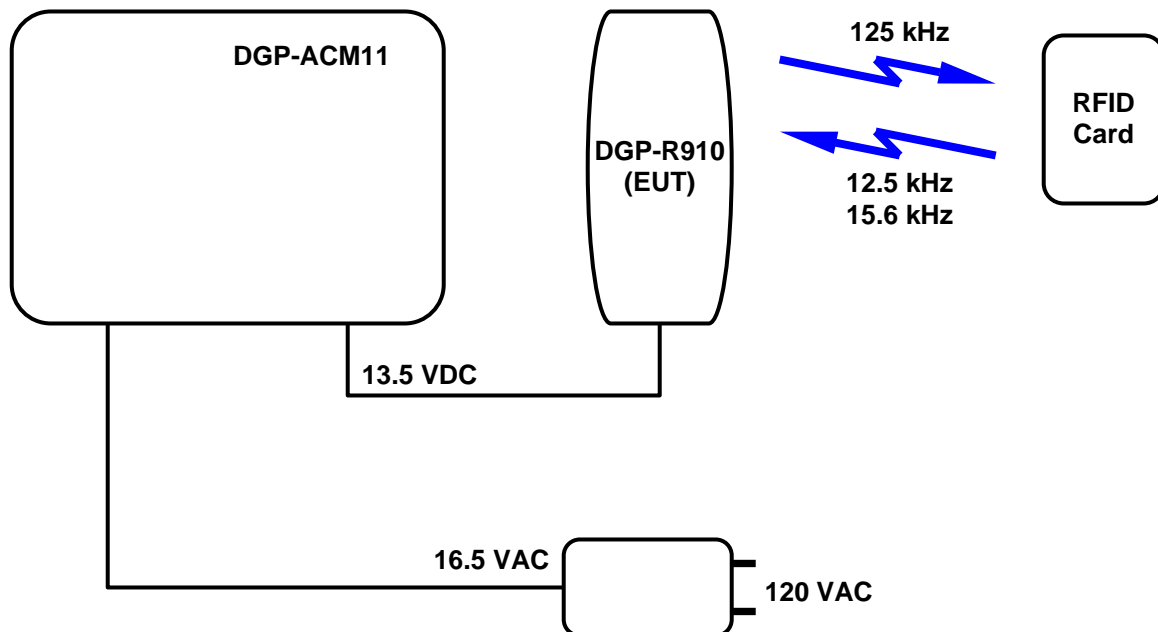 DGP-ACM11
125 kHz
RFID
Card
DGP-R910
(EUT)
12.5 kHz
15.6 kHz
13.5 VDC
16.5 VAC
120 VAC